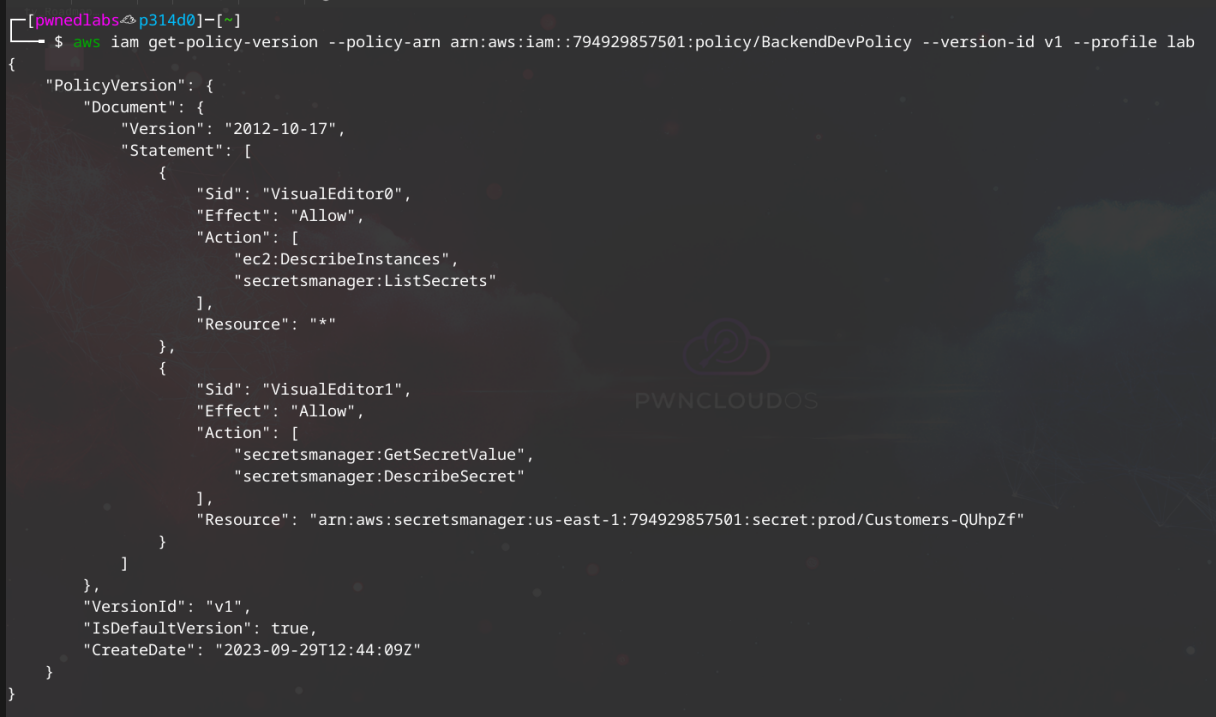 ┌─[pwnedlabs☁p314d0]─[~]
└──╼ $ aws iam get-policy-version --policy-arn arn:aws:iam::794929857501:policy/BackendDevPolicy --version-id v1 --profile lab
{
    "PolicyVersion": {
        "Document": {
            "Version": "2012-10-17",
            "Statement": [
                {
                    "Sid": "VisualEditor0",
                    "Effect": "Allow",
                    "Action": [
                        "ec2:DescribeInstances",
                        "secretsmanager:ListSecrets"
                    ],
                    "Resource": "*"
                },
                {
                    "Sid": "VisualEditor1",
                    "Effect": "Allow",
                    "Action": [
                        "secretsmanager:GetSecretValue",
                        "secretsmanager:DescribeSecret"
                    ],
                    "Resource": "arn:aws:secretsmanager:us-east-1:794929857501:secret:prod/Customers-QUhpZf"
                }
            ]
        },
        "VersionId": "v1",
        "IsDefaultVersion": true,
        "CreateDate": "2023-09-29T12:44:09Z"
    }
}
PWNCLOUDOS